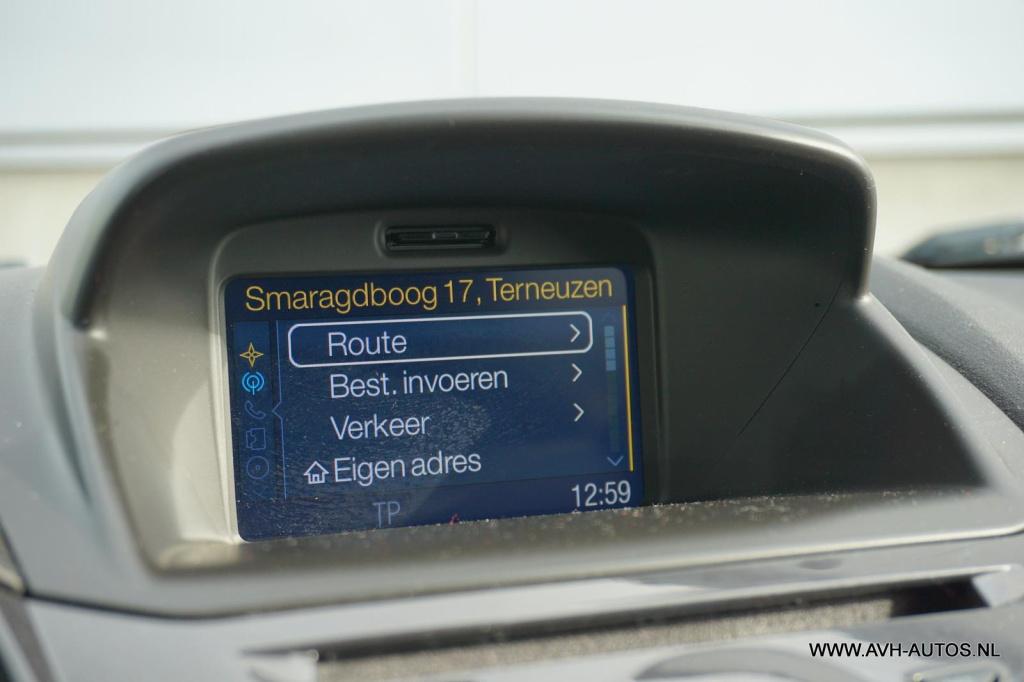 Smaragdboog 17, Terneuzen
Route
Best. invoeren
Verkeer
Eigen adres
TP
12:59
WWW.AVH-AUTOS.NL